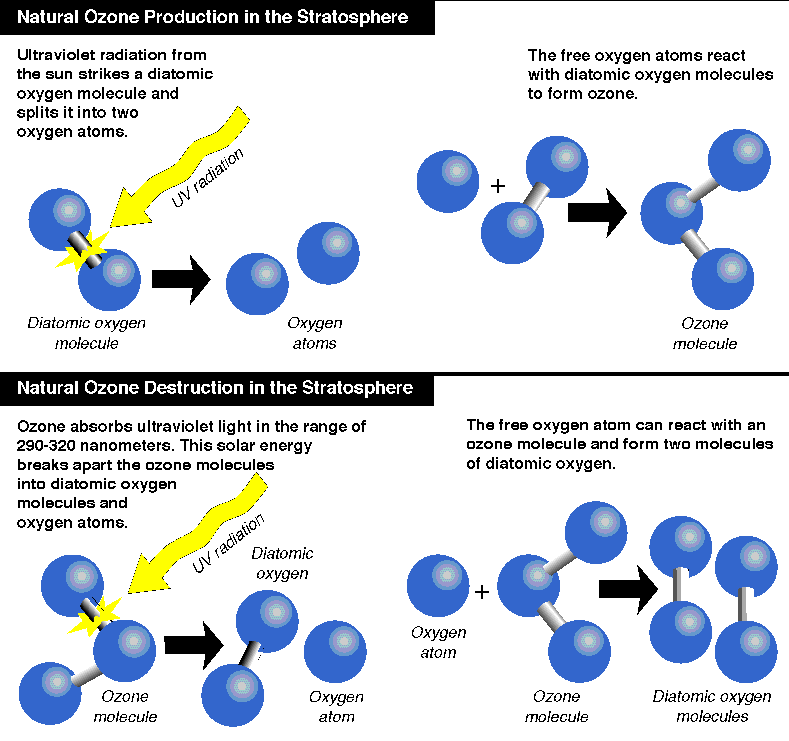 Natural Ozone Production in the Stratosphere
Ultraviolet radiation from
the sun strikes a diatomic
oxygen molecule and
splits it into two
oxygen atoms.
UV radiation
Diatomic oxygen
molecule
Oxygen
atoms
The free oxygen atoms react
with diatomic oxygen molecules
to form ozone.
+
Ozone
molecule
Natural Ozone Destruction in the Stratosphere
Ozone absorbs ultraviolet light in the range of
290-320 nanometers. This solar energy
breaks apart the ozone molecules
into diatomic oxygen
molecules and
oxygen atoms.
UV radiation
Diatomic
oxygen
Ozone
molecule
Oxygen
atom
The free oxygen atom can react with an
ozone molecule and form two molecules
of diatomic oxygen.
+
Oxygen
atom
Ozone
molecule
Diatomic oxygen
molecules